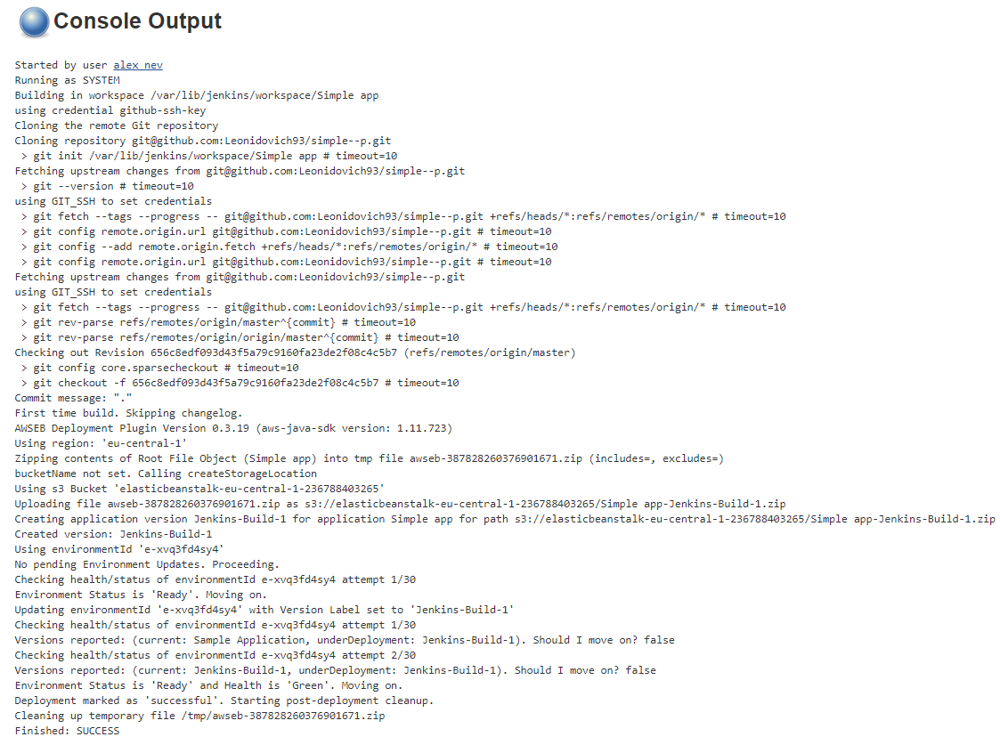 Console Output
Started by user alex nev
Running as SYSTEM
Building in workspace /var/lib/jenkins/workspace/Simple app
using credential github-ssh-key
Cloning the remote Git repository
Cloning repository git@github.com:Leonidovich93/simple--p.git
> git init /var/lib/jenkins/workspace/Simple app # timeout=10
Fetching upstream changes from git@github.com:Leonidovich93/simple--p.git
> git --version # timeout=10
using GIT_SSH to set credentials
> git fetch --tags --progress -- git@github.com:Leonidovich93/simple--p.git +refs/heads/*:refs/remotes/origin/* # timeout=10
> git config remote.origin.url git@github.com:Leonidovich93/simple--p.git # timeout=10
> git config --add remote.origin.fetch +refs/heads/*:refs/remotes/origin/* # timeout=10
> git config remote.origin.url git@github.com:Leonidovich93/simple--p.git # timeout=10
Fetching upstream changes from git@github.com:Leonidovich93/simple--p.git
using GIT_SSH to set credentials
> git fetch --tags --progress -- git@github.com:Leonidovich93/simple--p.git +refs/heads/*:refs/remotes/origin/* # timeout=10
> git rev-parse refs/remotes/origin/master^{commit} # timeout=10
> git rev-parse refs/remotes/origin/origin/master^{commit} # timeout=10
Checking out Revision 656c8edf093d43f5a79c9160fa23de2f08c4c5b7 (refs/remotes/origin/master)
> git config core.sparsecheckout # timeout=10
> git checkout -f 656c8edf093d43f5a79c9160fa23de2f08c4c5b7 # timeout=10
Commit message: "."
First time build. Skipping changelog.
AWSEB Deployment Plugin Version 0.3.19 (aws-java-sdk version: 1.11.723)
Using region: 'eu-central-1'
Zipping contents of Root File Object (Simple app) into tmp file awseb-387828260376901671.zip (includes=, excludes=)
bucketName not set. Calling createStorageLocation
Using s3 Bucket 'elasticbeanstalk-eu-central-1-236788403265'
Uploading file awseb-387828260376901671.zip as s3://elasticbeanstalk-eu-central-1-236788403265/Simple app-Jenkins-Build-1.zip
Creating application version Jenkins-Build-1 for application Simple app for path s3://elasticbeanstalk-eu-central-1-236788403265/Simple app-Jenkins-Build-1.zip
Created version: Jenkins-Build-1
Using environmentId 'e-xvq3fd4sy4'
No pending Environment Updates. Proceeding.
Checking health/status of environmentId e-xvq3fd4sy4 attempt 1/30
Environment Status is 'Ready'. Moving on.
Updating environmentId 'e-xvq3fd4sy4' with Version Label set to 'Jenkins-Build-1'
Checking health/status of environmentId e-xvq3fd4sy4 attempt 1/30
Versions reported: (current: Sample Application, underDeployment: Jenkins-Build-1). Should I move on? false
Checking health/status of environmentId e-xvq3fd4sy4 attempt 2/30
Versions reported: (current: Jenkins-Build-1, underDeployment: Jenkins-Build-1). Should I move on? false
Environment Status is 'Ready' and Health is 'Green'. Moving on.
Deployment marked as 'successful'. Starting post-deployment cleanup.
Cleaning up temporary file /tmp/awseb-387828260376901671.zip
Finished: SUCCESS